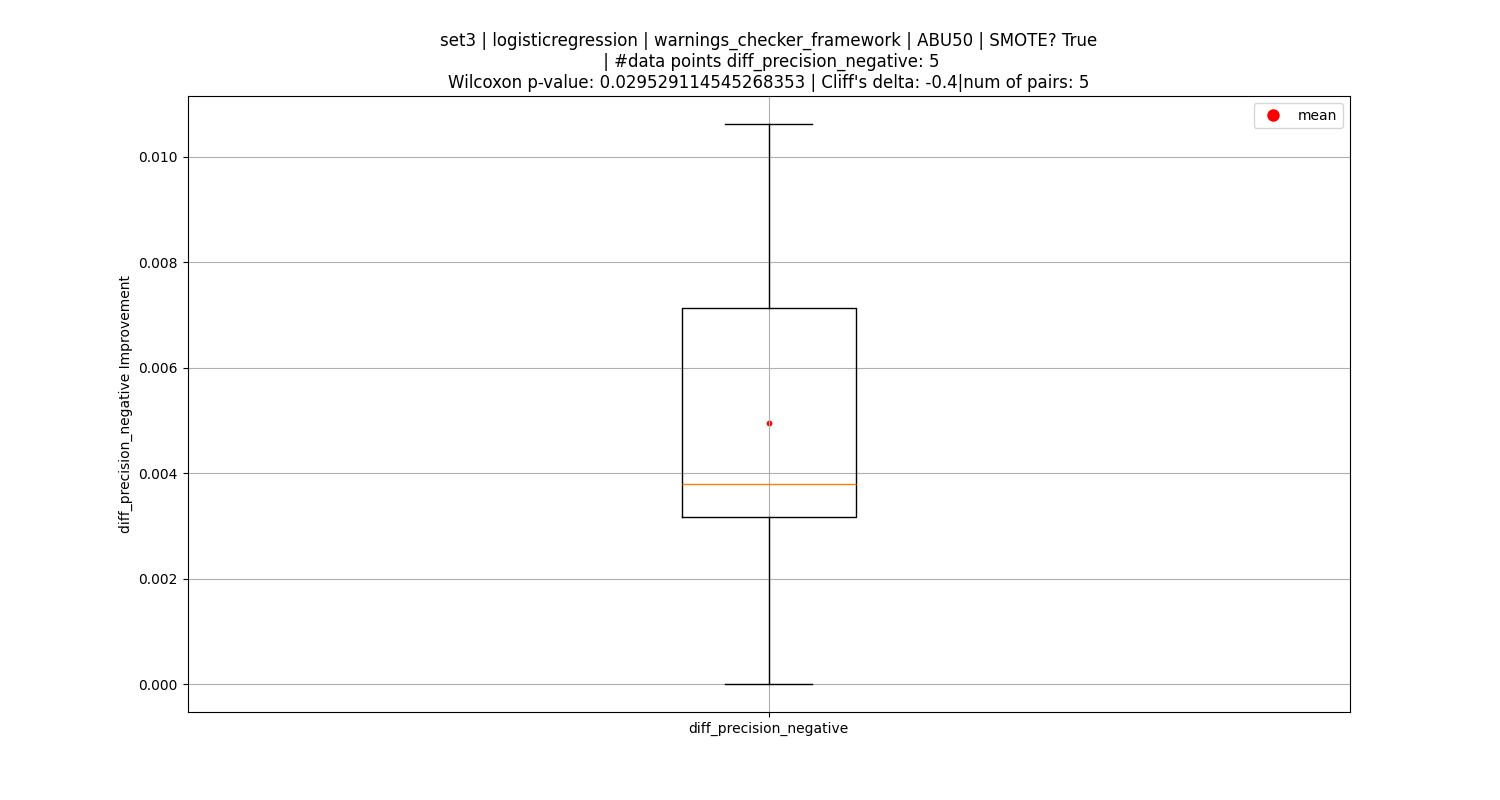 set3 | logisticregression | warnings_checker_framework | ABU50 | SMOTE? True
| #data points diff_precision_negative: 5
Wilcoxon p-value: 0.029529114545268353 | Cliff's delta: -0.4|num of pairs: 5
mean
0.010
0.008
0.006
0.004
0.002
0.000
diff_precision_negative Improvement
diff_precision_negative